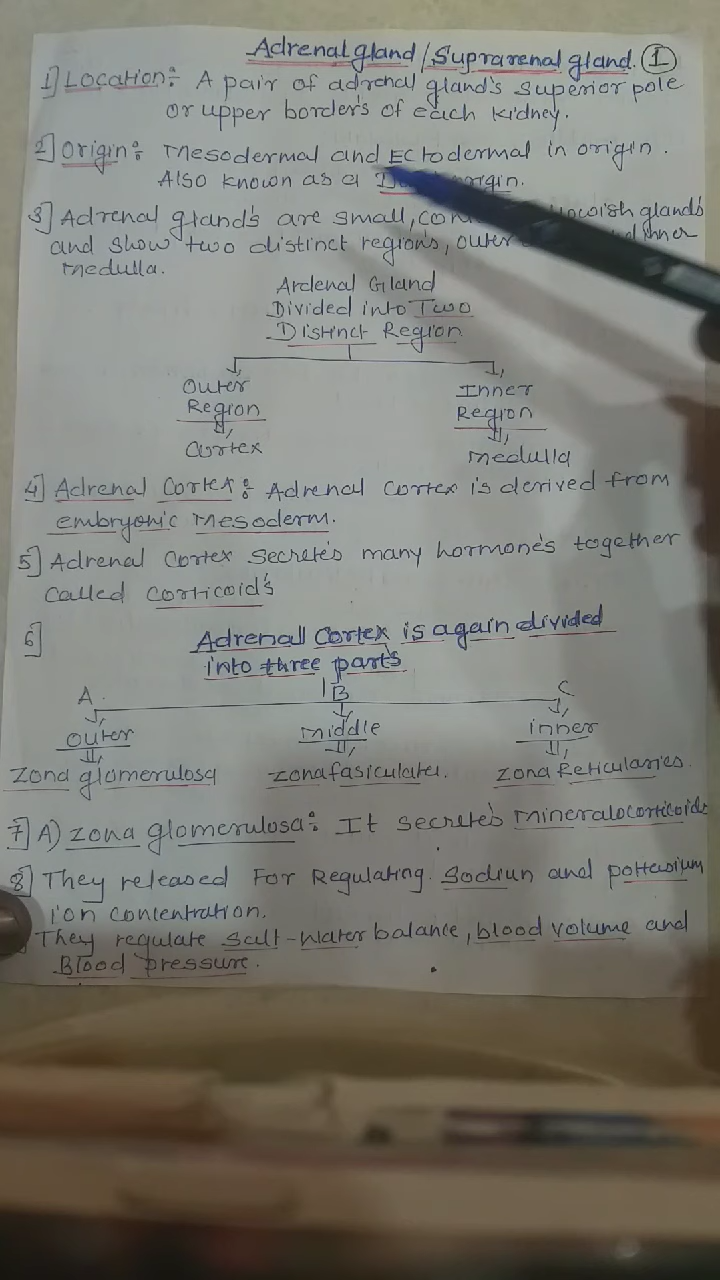 Adrenal gland / Suprarenal gland. 1
1] Location:- A pair of adrenal gland's superior pole
or upper border's of each kidney.
2] Origin:- Mesodermal and Ectodermal in origin.
Also known as a origin.
3] Adrenal gland's are small, gland's
and show two distinct region's, outer inner
medulla.
Ardenal Gland
Divided into Two
Distinct Region
Outer
Region
Cortex
Inner
Region
medulla
4] Adrenal Cortex: Adrenal cortex is derived from
embryonic Mesoderm.
5] Adrenal Cortex secrete's many hormone's together
called corticoid's
6] Adrenal Cortex is again divided
into three part's
A. B C
Outer
Zona glomerulosa
Middle
zona fasiculater.
inner
Zona Reticularies.
7] A) Zona glomerulosa: It secrete's mineralocorticoids
8] They released For Regulating. Sodiun and pottasium
ion concentration.
They regulate Salt-Water balance, blood volume and
Blood pressure.